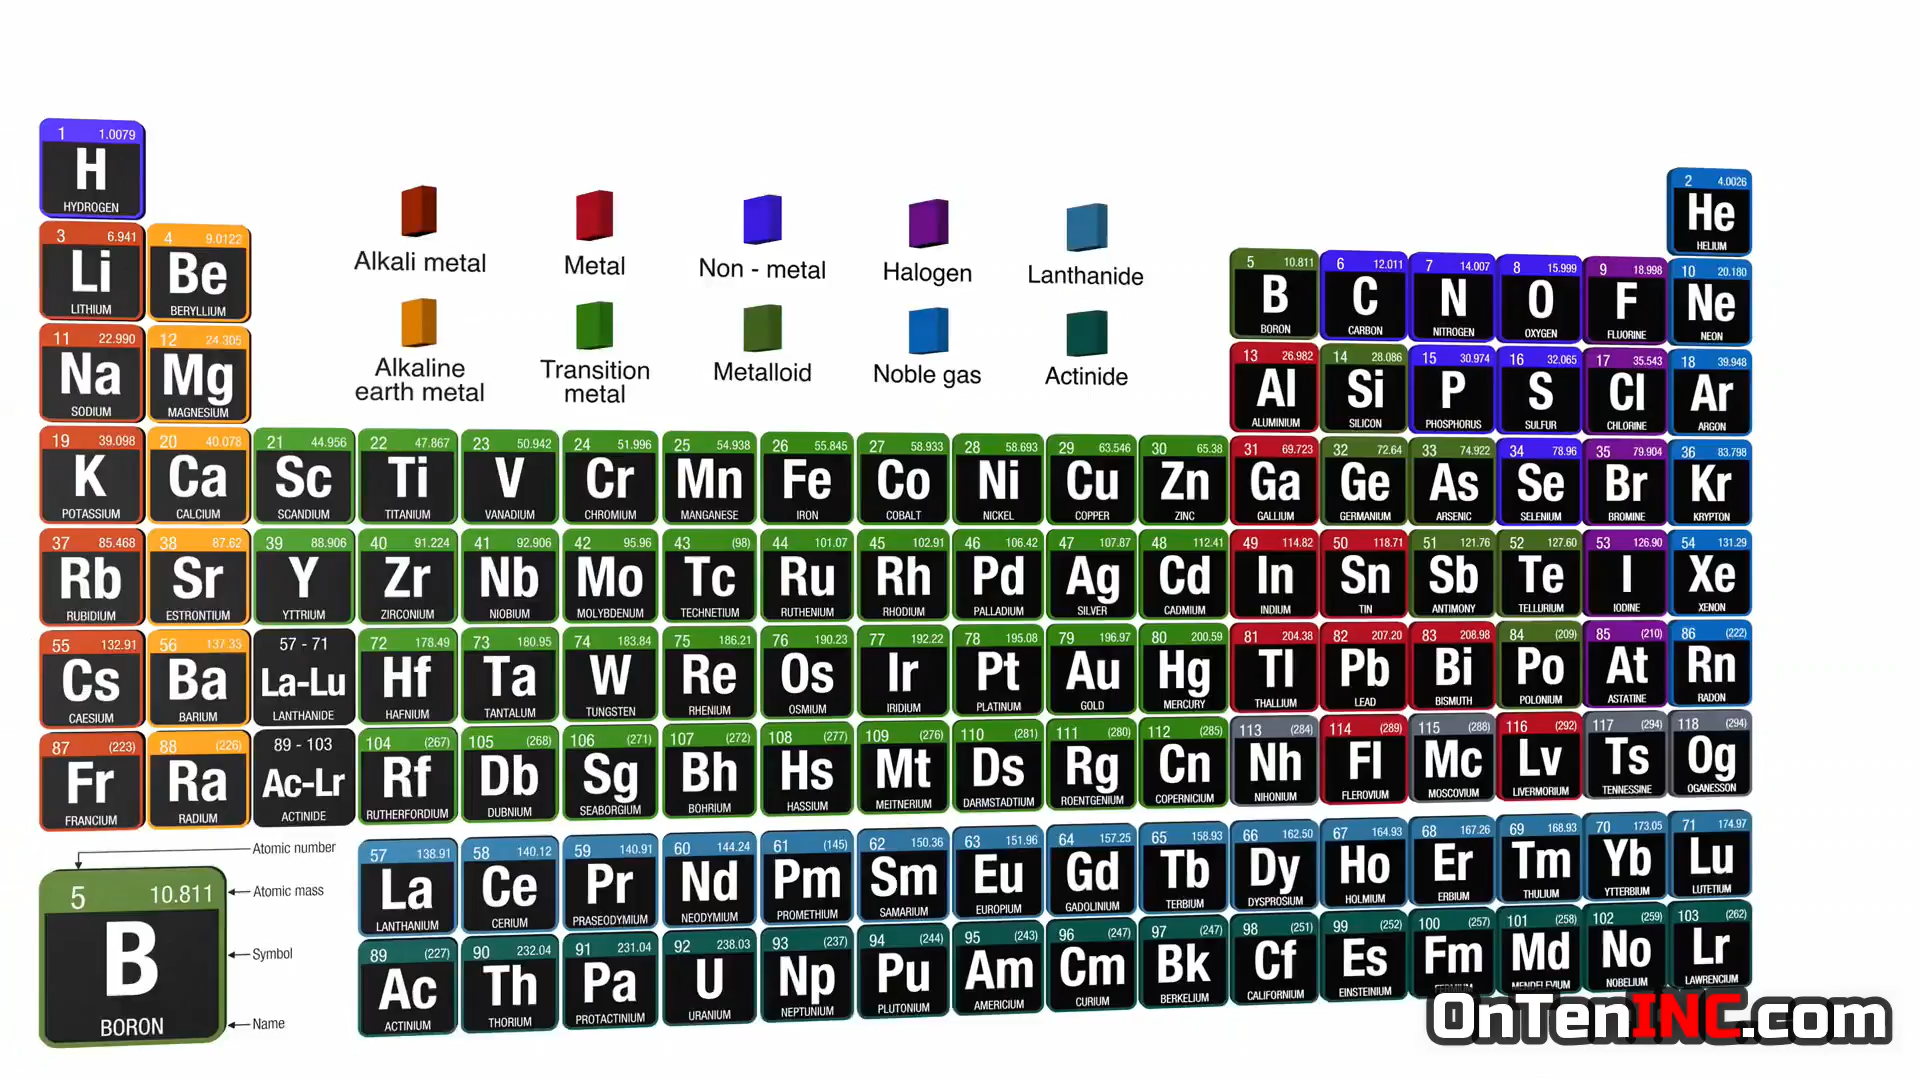 1 1.0079
H
HYDROGEN
2 4.0026
He
HELIUM
3 6.941
Li
LITHIUM
4 9.0122
Be
BERYLLIUM
Alkali metal
Metal
Non - metal
Halogen
Lanthanide
Alkaline
earth metal
Transition
metal
Metalloid
Noble gas
Actinide
5 10.811
B
BORON
6 12.011
C
CARBON
7 14.007
N
NITROGEN
8 15.999
O
OXYGEN
9 18.998
F
FLUORINE
10 20.180
Ne
NEON
11 22.990
Na
SODIUM
12 24.305
Mg
MAGNESIUM
13 26.982
Al
ALUMINIUM
14 28.086
Si
SILICON
15 30.974
P
PHOSPHORUS
16 32.065
S
SULFUR
17 35.543
Cl
CHLORINE
18 39.948
Ar
ARGON
19 39.098
K
POTASSIUM
20 40.078
Ca
CALCIUM
21 44.956
Sc
SCANDIUM
22 47.867
Ti
TITANIUM
23 50.942
V
VANADIUM
24 51.996
Cr
CHROMIUM
25 54.938
Mn
MANGANESE
26 55.845
Fe
IRON
27 58.933
Co
COBALT
28 58.693
Ni
NICKEL
29 63.546
Cu
COPPER
30 65.38
Zn
ZINC
31 69.723
Ga
GALLIUM
32 72.64
Ge
GERMANIUM
33 74.922
As
ARSENIC
34 78.96
Se
SELENIUM
35 79.904
Br
BROMINE
36 83.798
Kr
KRYPTON
37 85.468
Rb
RUBIDIUM
38 87.62
Sr
ESTRONTIUM
39 88.906
Y
YTTRIUM
40 91.224
Zr
ZIRCONIUM
41 92.906
Nb
NIOBIUM
42 95.96
Mo
MOLYBDENUM
43 (98)
Tc
TECHNETIUM
44 101.07
Ru
RUTHENIUM
45 102.91
Rh
RHODIUM
46 106.42
Pd
PALLADIUM
47 107.87
Ag
SILVER
48 112.41
Cd
CADMIUM
49 114.82
In
INDIUM
50 118.71
Sn
TIN
51 121.76
Sb
ANTIMONY
52 127.60
Te
TELLURIUM
53 126.90
I
IODINE
54 131.29
Xe
XENON
55 132.91
Cs
CAESIUM
56 137.33
Ba
BARIUM
57 - 71
La-Lu
LANTHANIDE
72 178.49
Hf
HAFNIUM
73 180.95
Ta
TANTALUM
74 183.84
W
TUNGSTEN
75 186.21
Re
RHENIUM
76 190.23
Os
OSMIUM
77 192.22
Ir
IRIDIUM
78 195.08
Pt
PLATINUM
79 196.97
Au
GOLD
80 200.59
Hg
MERCURY
81 204.38
Tl
THALLIUM
82 207.20
Pb
LEAD
83 208.98
Bi
BISMUTH
84 (209)
Po
POLONIUM
85 (210)
At
ASTATINE
86 (222)
Rn
RADON
87 (223)
Fr
FRANCIUM
88 (226)
Ra
RADIUM
89 - 103
Ac-Lr
ACTINIDE
104 (267)
Rf
RUTHERFORDIUM
105 (268)
Db
DUBNIUM
106 (271)
Sg
SEABORGIUM
107 (272)
Bh
BOHRIUM
108 (277)
Hs
HASSIUM
109 (276)
Mt
MEITNERIUM
110 (281)
Ds
DARMSTADTIUM
111 (280)
Rg
ROENTGENIUM
112 (285)
Cn
COPERNICIUM
113 (284)
Nh
NIHONIUM
114 (289)
Fl
FLEROVIUM
115 (288)
Mc
MOSCOVIUM
116 (292)
Lv
LIVERMORIUM
117 (294)
Ts
TENNESSINE
118 (294)
Og
OGANESSON
57 138.91
La
LANTHANIUM
58 140.12
Ce
CERIUM
59 140.91
Pr
PRASEODYMIUM
60 144.24
Nd
NEODYMIUM
61 (145)
Pm
PROMETHIUM
62 150.36
Sm
SAMARIUM
63 151.96
Eu
EUROPIUM
64 157.25
Gd
GADOLINIUM
65 158.93
Tb
TERBIUM
66 162.50
Dy
DYSPROSIUM
67 164.93
Ho
HOLMIUM
68 167.26
Er
ERBIUM
69 168.93
Tm
THULIUM
70 173.05
Yb
YTTERBIUM
71 174.97
Lu
LUTETIUM
89 (227)
Ac
ACTINIUM
90 232.04
Th
THORIUM
91 231.04
Pa
PROTACTINIUM
92 238.03
U
URANIUM
93 (237)
Np
NEPTUNIUM
94 (244)
Pu
PLUTONIUM
95 (243)
Am
AMERICIUM
96 (247)
Cm
CURIUM
97 (247)
Bk
BERKELIUM
98 (251)
Cf
CALIFORNIUM
99 (252)
Es
EINSTEINIUM
100 (257)
Fm
FERMIUM
101 (258)
Md
MENDELEVIUM
102 (259)
No
NOBELIUM
103 (262)
Lr
LAWRENCIUM
Atomic number
5 10.811
Atomic mass
B
Symbol
BORON
Name
OnTenINC.com